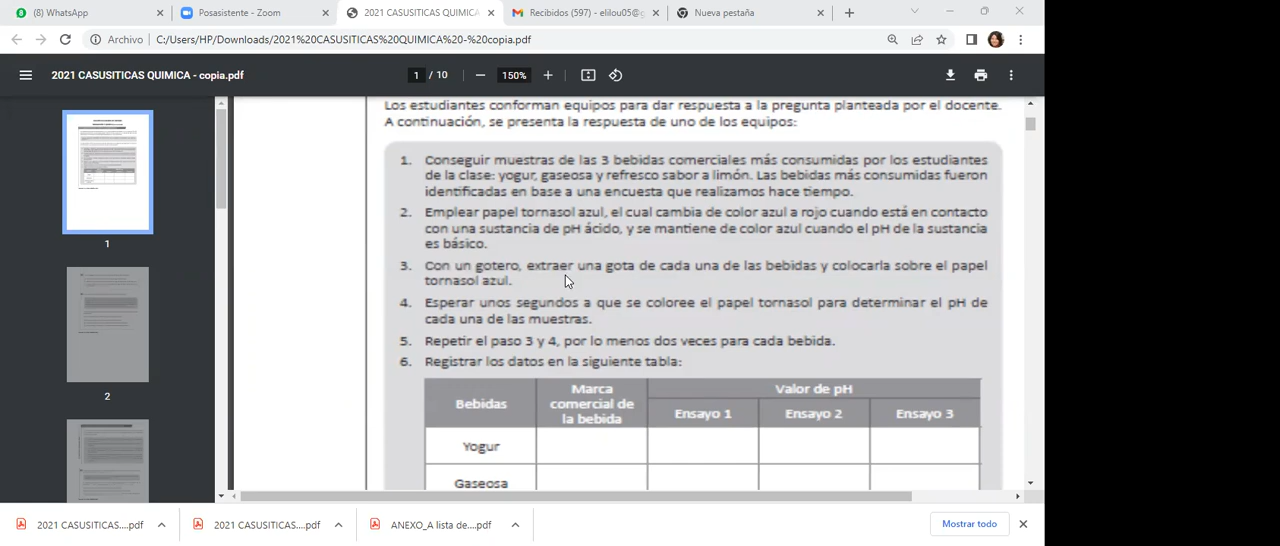 (8) WhatsApp
Posasistente - Zoom
2021 CASUSITICAS QUIMICA
Recibidos (597) - elilou05@g
Nueva pestaña
Archivo
C:/Users/HP/Downloads/2021%20CASUSITICAS%20QUIMICA%20-%20copia.pdf
2021 CASUSITICAS QUIMICA - copia.pdf
1 / 10
150%
1
2
Los estudiantes conforman equipos para dar respuesta a la pregunta planteada por el docente.
A continuación, se presenta la respuesta de uno de los equipos:
1. Conseguir muestras de las 3 bebidas comerciales más consumidas por los estudiantes
de la clase: yogur, gaseosa y refresco sabor a limón. Las bebidas más consumidas fueron
identificadas en base a una encuesta que realizamos hace tiempo.
2. Emplear papel tornasol azul, el cual cambia de color azul a rojo cuando está en contacto
con una sustancia de pH ácido, y se mantiene de color azul cuando el pH de la sustancia
es básico.
3. Con un gotero, extraer una gota de cada una de las bebidas y colocarla sobre el papel
tornasol azul.
4. Esperar unos segundos a que se coloree el papel tornasol para determinar el pH de
cada una de las muestras.
5. Repetir el paso 3 y 4, por lo menos dos veces para cada bebida.
6. Registrar los datos en la siguiente tabla:
Bebidas
Marca
comercial de
la bebida
Valor de pH
Ensayo 1
Ensayo 2
Ensayo 3
Yogur
Gaseosa
2021 CASUSITICAS....pdf
2021 CASUSITICAS....pdf
ANEXO_A lista de....pdf
Mostrar todo